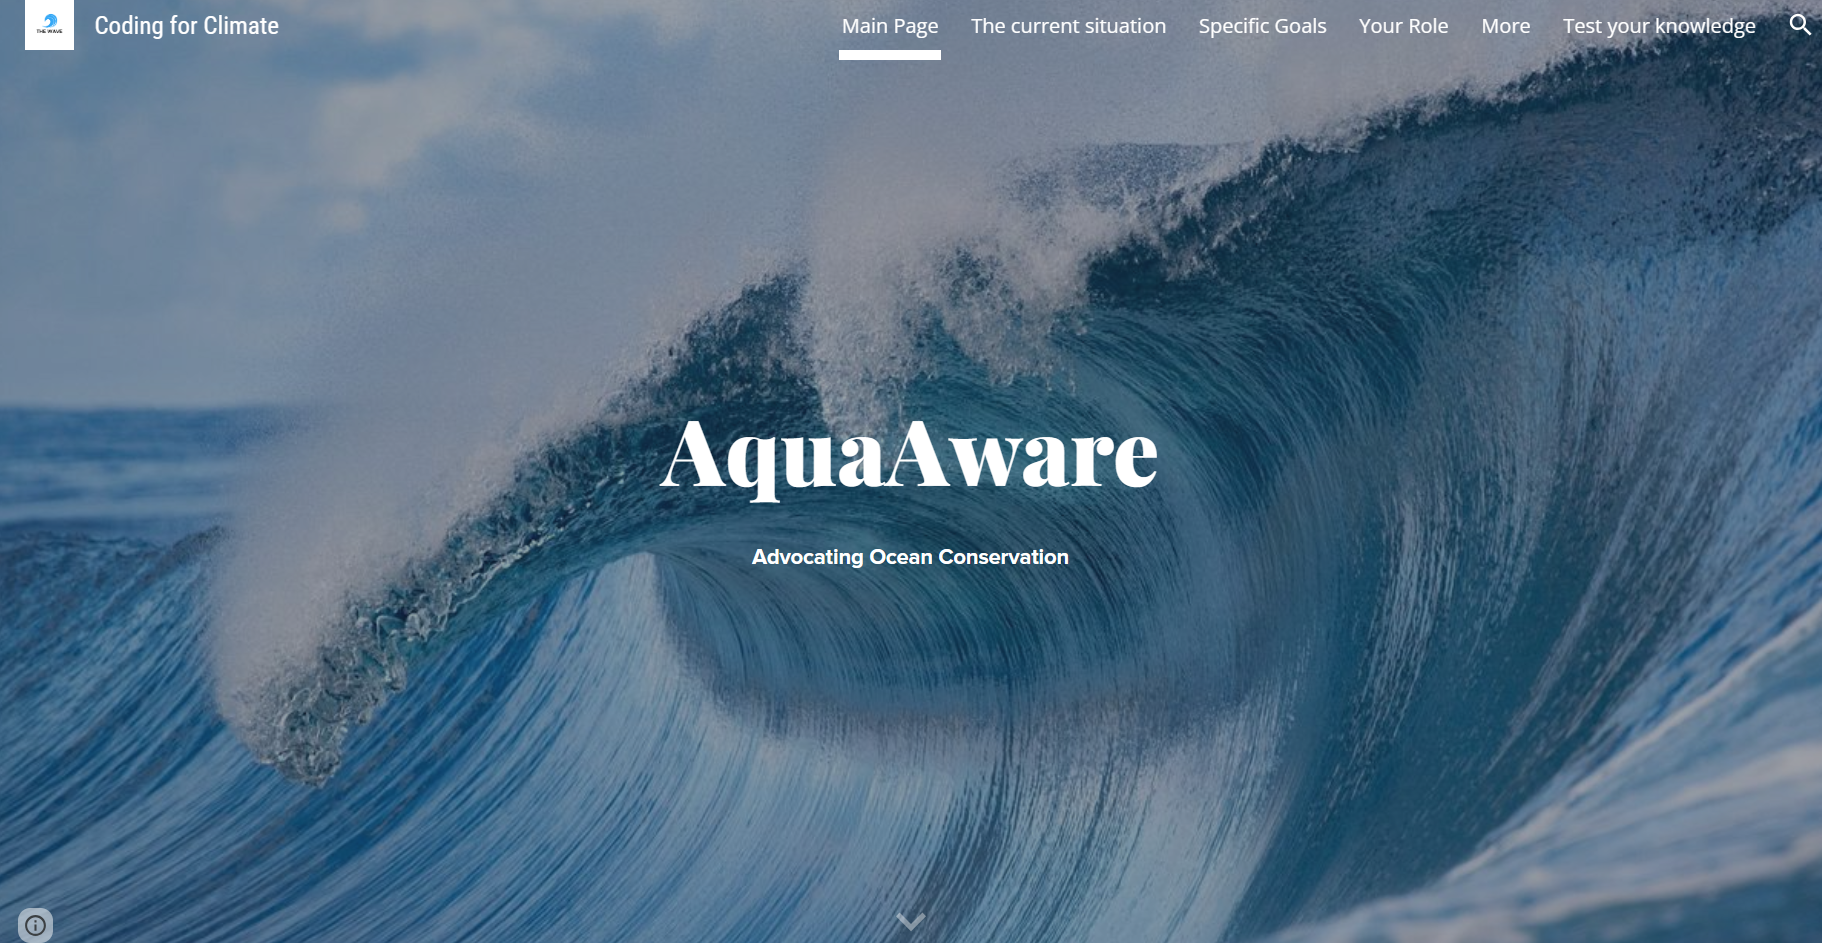 THE WAVE
Coding for Climate
Main Page
The current situation
Specific Goals
Your Role
More
Test your knowledge
AquaAware
Advocating Ocean Conservation